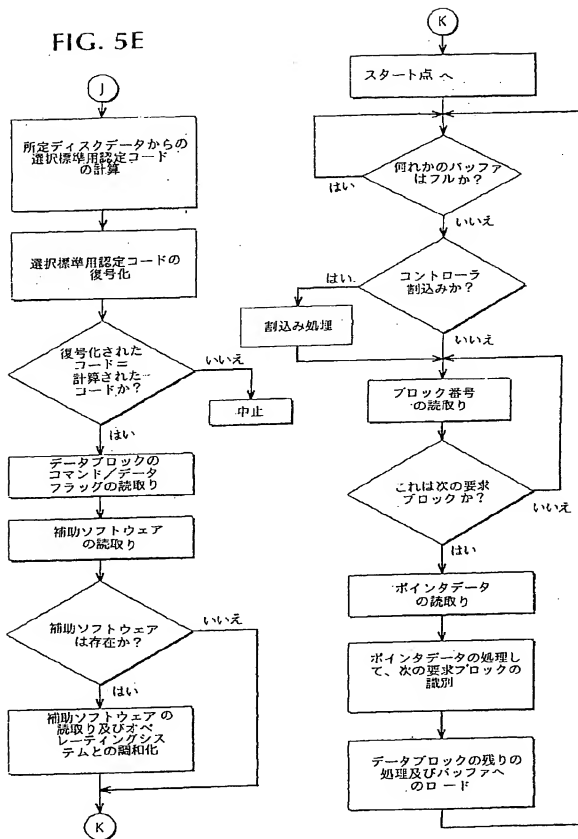 FIG. 5E
J
所定ディスクデータからの
選択標準用認定コード
の計算
選択標準用認定コードの
復号化
復号化された
コード=
計算された
コードか?
いいえ
中止
はい
データブロックの
コマンド/データ
フラッグの読取り
補助ソフトウェア
の読取り
補助ソフトウェア
は存在か?
いいえ
はい
補助ソフトウェアの
読取り及びオペ
レーティングシス
テムとの調和化
K
K
スタート点へ
何れかのバッファ
はフルか?
はい
いいえ
コントローラ
割込みか?
はい
割込み処理
いいえ
ブロック番号
の読取り
これは次の要求
ブロックか?
いいえ
はい
ポインタデータ
の読取り
ポインタデータの処理して
、次の要求ブロックの
識別
データブロックの残りの
処理及びバッファへ
のロード